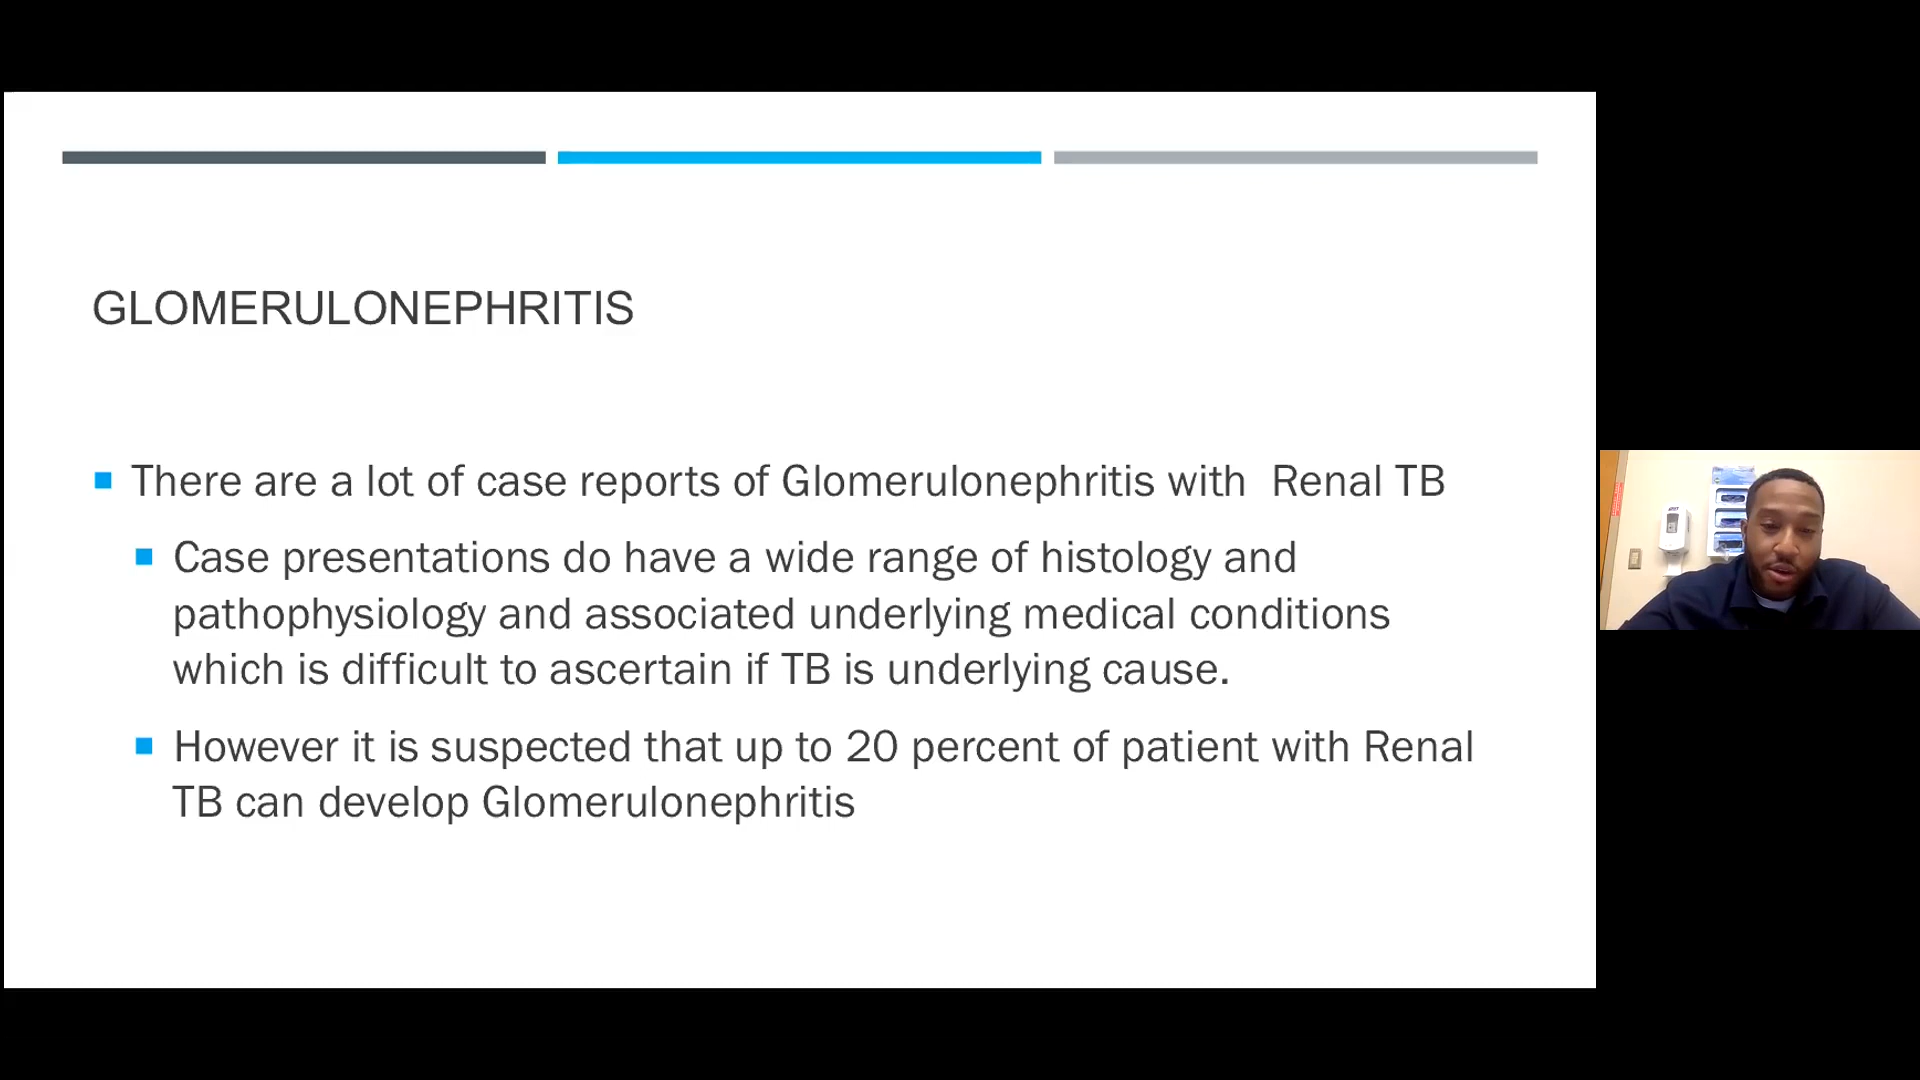 GLOMERULONEPHRITIS
There are a lot of case reports of Glomerulonephritis with  Renal TB
Case presentations do have a wide range of histology and
pathophysiology and associated underlying medical conditions
which is difficult to ascertain if TB is underlying cause.
However it is suspected that up to 20 percent of patient with Renal
TB can develop Glomerulonephritis